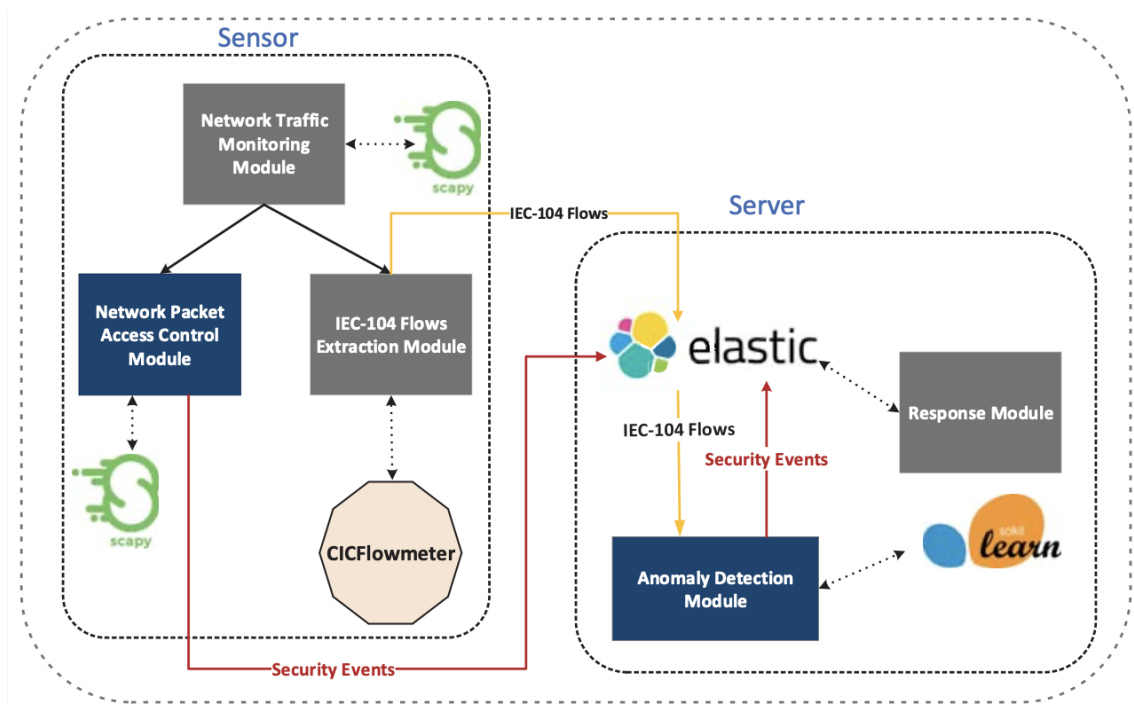 Sensor
Network Traffic
Monitoring
Module
scapy
IEC-104 Flows
Server
Network Packet
Access Control
Module
IEC-104 Flows
Extraction Module
elastic
Response Module
IEC-104 Flows
Security Events
scapy
CICFlowmeter
scikit
learn
Anomaly Detection
Module
Security Events